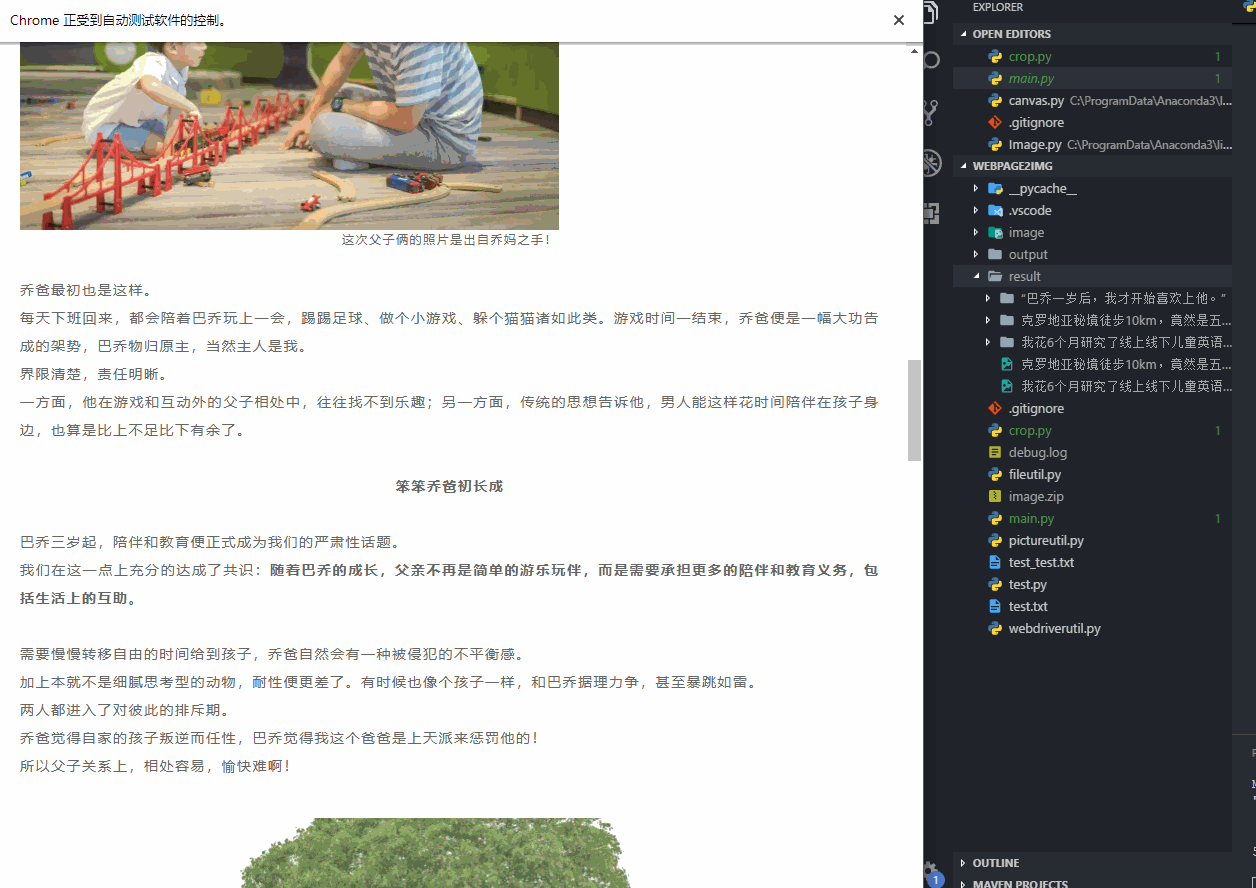 Chrome 正受到自动测试软件的控制。
这次父子俩的照片是出自乔妈之手！
乔爸最初也是这样。
每天下班回来，都会陪着巴乔玩上一会，踢踢足球、做个小游戏、躲个猫猫诸如此类。游戏时间一结束，乔爸便是一幅大功告
成的架势，巴乔物归原主，当然主人是我。
界限清楚，责任明晰。
一方面，他在游戏和互动外的父子相处中，往往找不到乐趣；另一方面，传统的思想告诉他，男人能这样花时间陪伴在孩子身
边，也算是比上不足比下有余了。
笨笨乔爸初长成
巴乔三岁起，陪伴和教育便正式成为我们的严肃性话题。
我们在这一点上充分的达成了共识：随着巴乔的成长，父亲不再是简单的游乐玩伴，而是需要承担更多的陪伴和教育义务，包
括生活上的互助。
需要慢慢转移自由的时间给到孩子，乔爸自然会有一种被侵犯的不平衡感。
加上本就不是细腻思考型的动物，耐性便更差了。有时候也像个孩子一样，和巴乔据理力争，甚至暴跳如雷。
两人都进入了对彼此的排斥期。
乔爸觉得自家的孩子叛逆而任性，巴乔觉得我这个爸爸是上天派来惩罚他的！
所以父子关系上，相处容易，愉快难啊！
EXPLORER
OPEN EDITORS
crop.py 1
main.py 1
canvas.py C:\ProgramData\Anaconda3\l...
.gitignore
Image.py C:\ProgramData\Anaconda3\li...
WEBPAGE2IMG
__pycache__
.vscode
image
output
result
“巴乔一岁后，我才开始喜欢上他。”
克罗地亚秘境徒步10km，竟然是五...
我花6个月研究了线上线下儿童英语...
克罗地亚秘境徒步10km，竟然是五...
我花6个月研究了线上线下儿童英语...
.gitignore
crop.py 1
debug.log
fileutil.py
image.zip
main.py 1
pictureutil.py
test_test.txt
test.py
test.txt
webdriverutil.py
OUTLINE
MAVEN PROJECTS
1